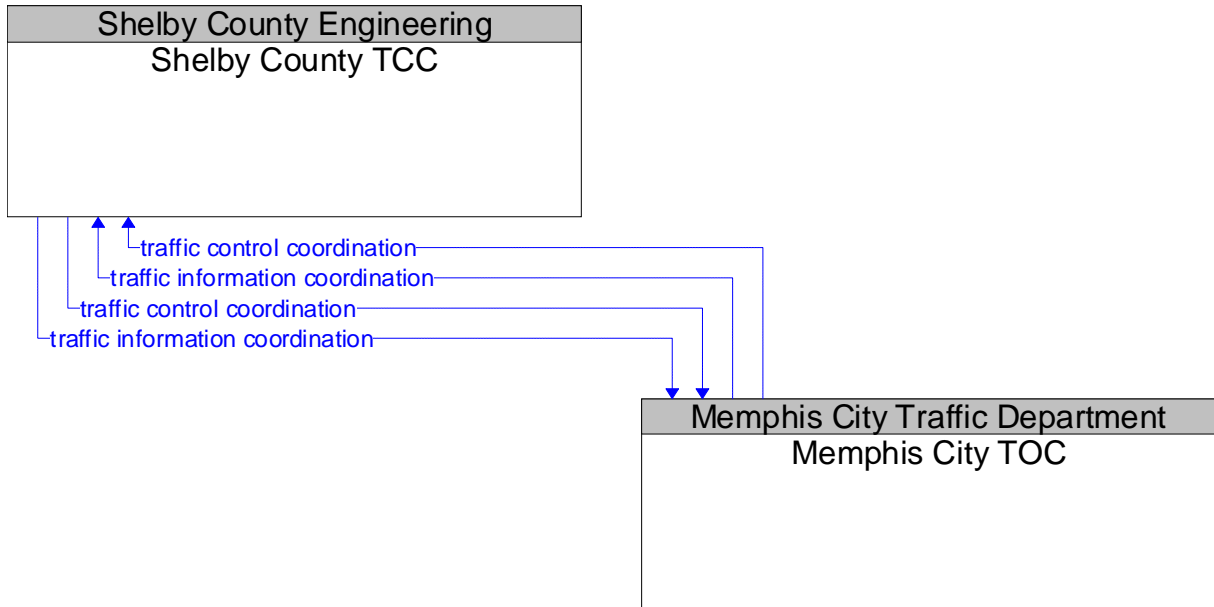 Shelby County Engineering
Shelby County TCC
traffic control coordination
traffic information coordination
traffic control coordination
traffic information coordination
Memphis City Traffic Department
Memphis City TOC